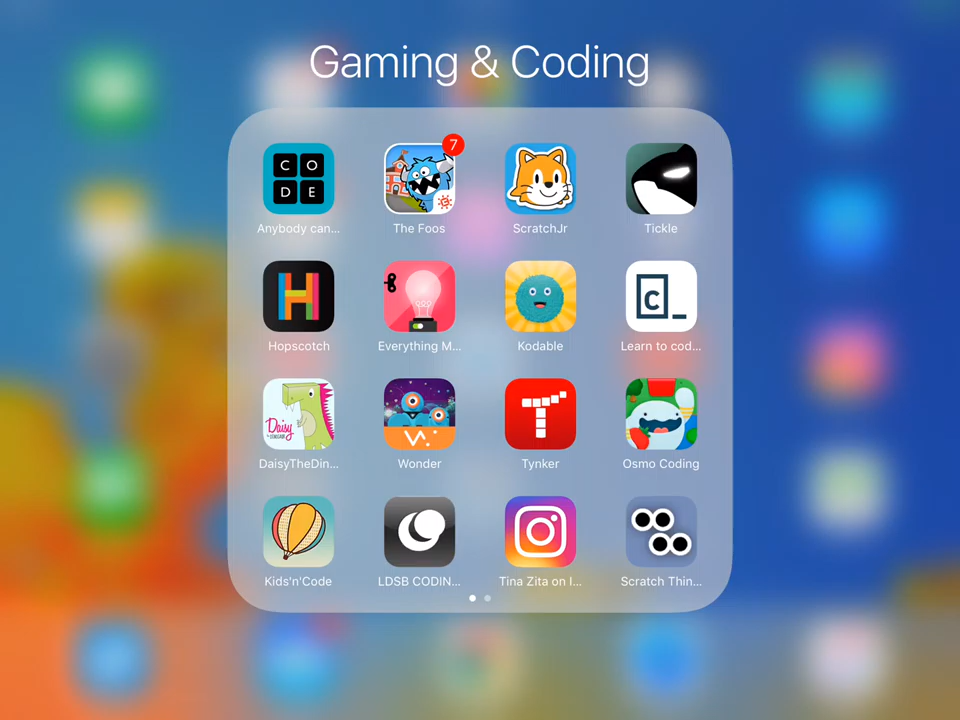 Gaming & Coding
C O
D E
Anybody can...
7
The Foos
ScratchJr
Tickle
H
Hopscotch
Everything M...
Kodable
C_
Learn to cod...
Daisy
DaisyTheDin...
Wonder
T
Tynker
Osmo Coding
Kids'n'Code
LDSB CODIN...
Tina Zita on I...
Scratch Thin...